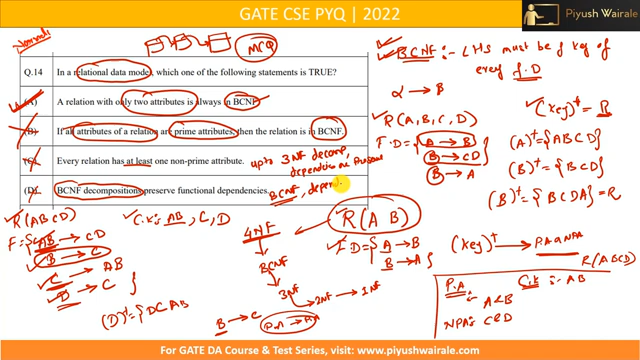 GATE CSE PYQ | 2022
Piyush Wairale
MCQ
Q.14 In a relational data model, which one of the following statements is TRUE?
(A) A relation with only two attributes is always in BCNF.
(B) If all attributes of a relation are prime attributes, then the relation is in BCNF.
(C) Every relation has at least one non-prime attribute.
(D) BCNF decompositions preserve functional dependencies.
upto 3NF decomp,
BCNF, depend
BCNF :- LHS must be key of
every f.D
α → B
R(A, B, C, D)
F.D = { A → B
B → CD
B → A
(Key)+ = R
(A)+ = {ABCD}
(B)+ = {BCD}
(B)+ = {BCDA} = R
(Key)+ → PA & NPA
R(ABCD)
P.A :-
A & B
NPA: C & D
C.K :- AB
R(ABCD)
F = { AB → CD
B → C
C → AB
D → C }
(D)+ = {DCAB
C.K: AB, C, D
4NF
BCNF
3NF → 2NF → 1NF
B → C
R(A B)
F.D = { A → B
B → A }
For GATE DA Course & Test Series, visit: www.piyushwairale.com